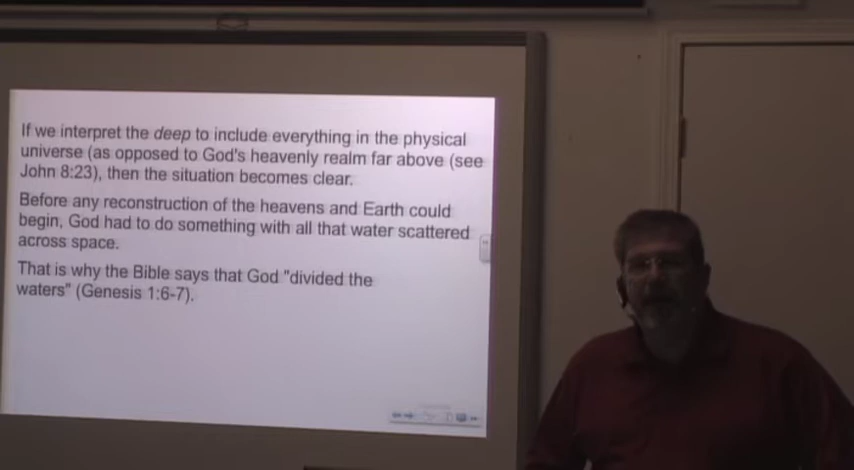 If we interpret the deep to include everything in the physical
universe (as opposed to God's heavenly realm far above (see
John 8:23), then the situation becomes clear.
Before any reconstruction of the heavens and Earth could
begin, God had to do something with all that water scattered
across space.
That is why the Bible says that God "divided the
waters" (Genesis 1:6-7).